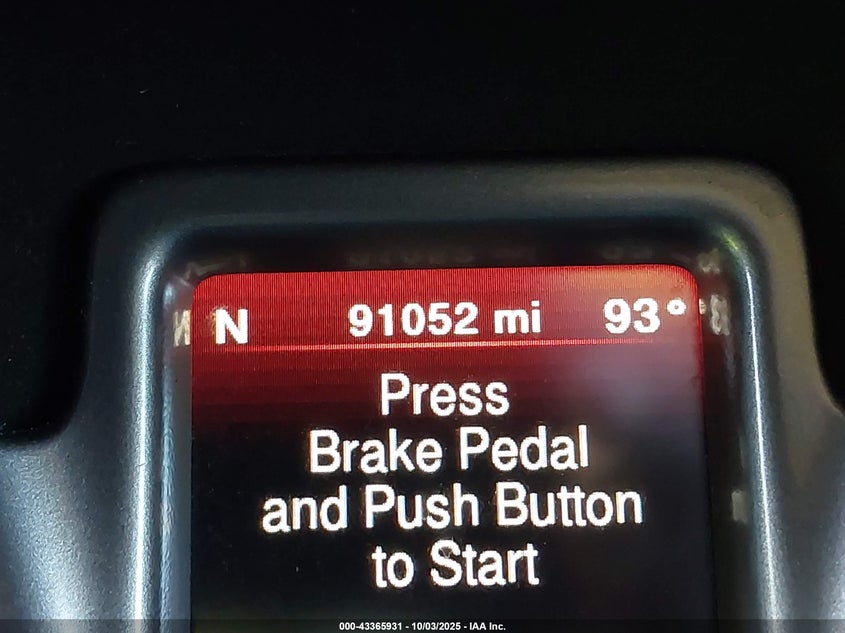 N 91052 mi 93°
Press
Brake Pedal
and Push Button
to Start
000-43365931 - 10/03/2025 - IAA Inc.